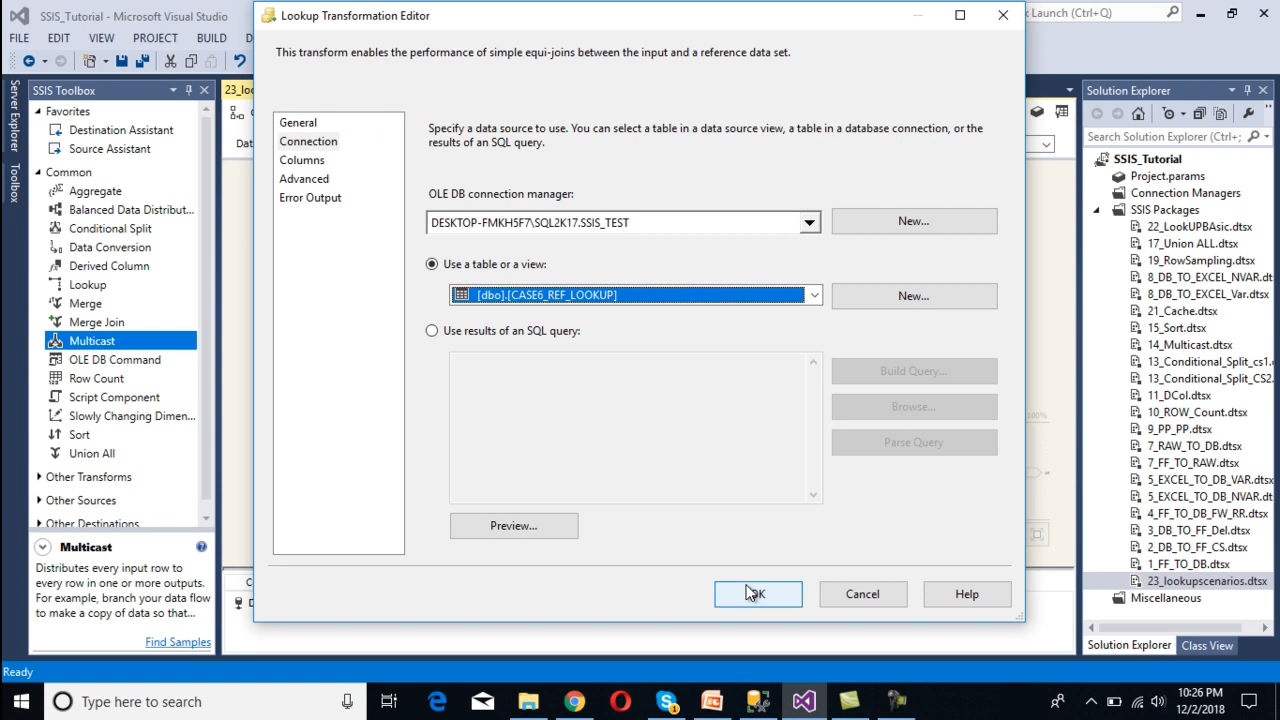 SSIS_Tutorial - Microsoft Visual Studio
Lookup Transformation Editor
Launch (Ctrl+Q)
FILE EDIT VIEW PROJECT BUILD
This transform enables the performance of simple equi-joins between the input and a reference data set.
Server Explorer
Toolbox
SSIS Toolbox
Favorites
Destination Assistant
Source Assistant
Common
Aggregate
Balanced Data Distribut...
Conditional Split
Data Conversion
Derived Column
Lookup
Merge
Merge Join
Multicast
OLE DB Command
Row Count
Script Component
Slowly Changing Dimen...
Sort
Union All
Other Transforms
Other Sources
Other Destinations
Multicast
Distributes every input row to
every row in one or more outputs.
For example, branch your data flow
to make a copy of data so that...
Find Samples
General
Connection
Columns
Advanced
Error Output
Specify a data source to use. You can select a table in a data source view, a table in a database connection, or the
results of an SQL query.
OLE DB connection manager:
DESKTOP-FMKH5F7\SQL2K17.SSIS_TEST
New...
Use a table or a view:
[dbo].[CASE6_REF_LOOKUP]
New...
Use results of an SQL query:
Build Query...
Browse...
Parse Query
Preview...
OK
Cancel
Help
100%
Solution Explorer
Search Solution Explorer (Ctrl+;
SSIS_Tutorial
Project.params
Connection Managers
SSIS Packages
22_LookUPBAsic.dtsx
17_Union ALL.dtsx
19_RowSampling.dtsx
8_DB_TO_EXCEL_NVAR.dt
8_DB_TO_EXCEL_Var.dtsx
21_Cache.dtsx
15_Sort.dtsx
14_Multicast.dtsx
13_Conditional_Split_cs1.
13_Conditional_Split_CS2.
11_DCol.dtsx
10_ROW_Count.dtsx
9_PP_PP.dtsx
7_RAW_TO_DB.dtsx
7_FF_TO_RAW.dtsx
5_EXCEL_TO_DB_VAR.dts
5_EXCEL_TO_DB_NVAR.dt
4_FF_TO_DB_FW_RR.dtsx
3_DB_TO_FF_Del.dtsx
2_DB_TO_FF_CS.dtsx
1_FF_TO_DB.dtsx
23_lookupscenarios.dtsx
Miscellaneous
Solution Explorer Class View
Ready
Type here to search
10:26 PM
12/2/2018